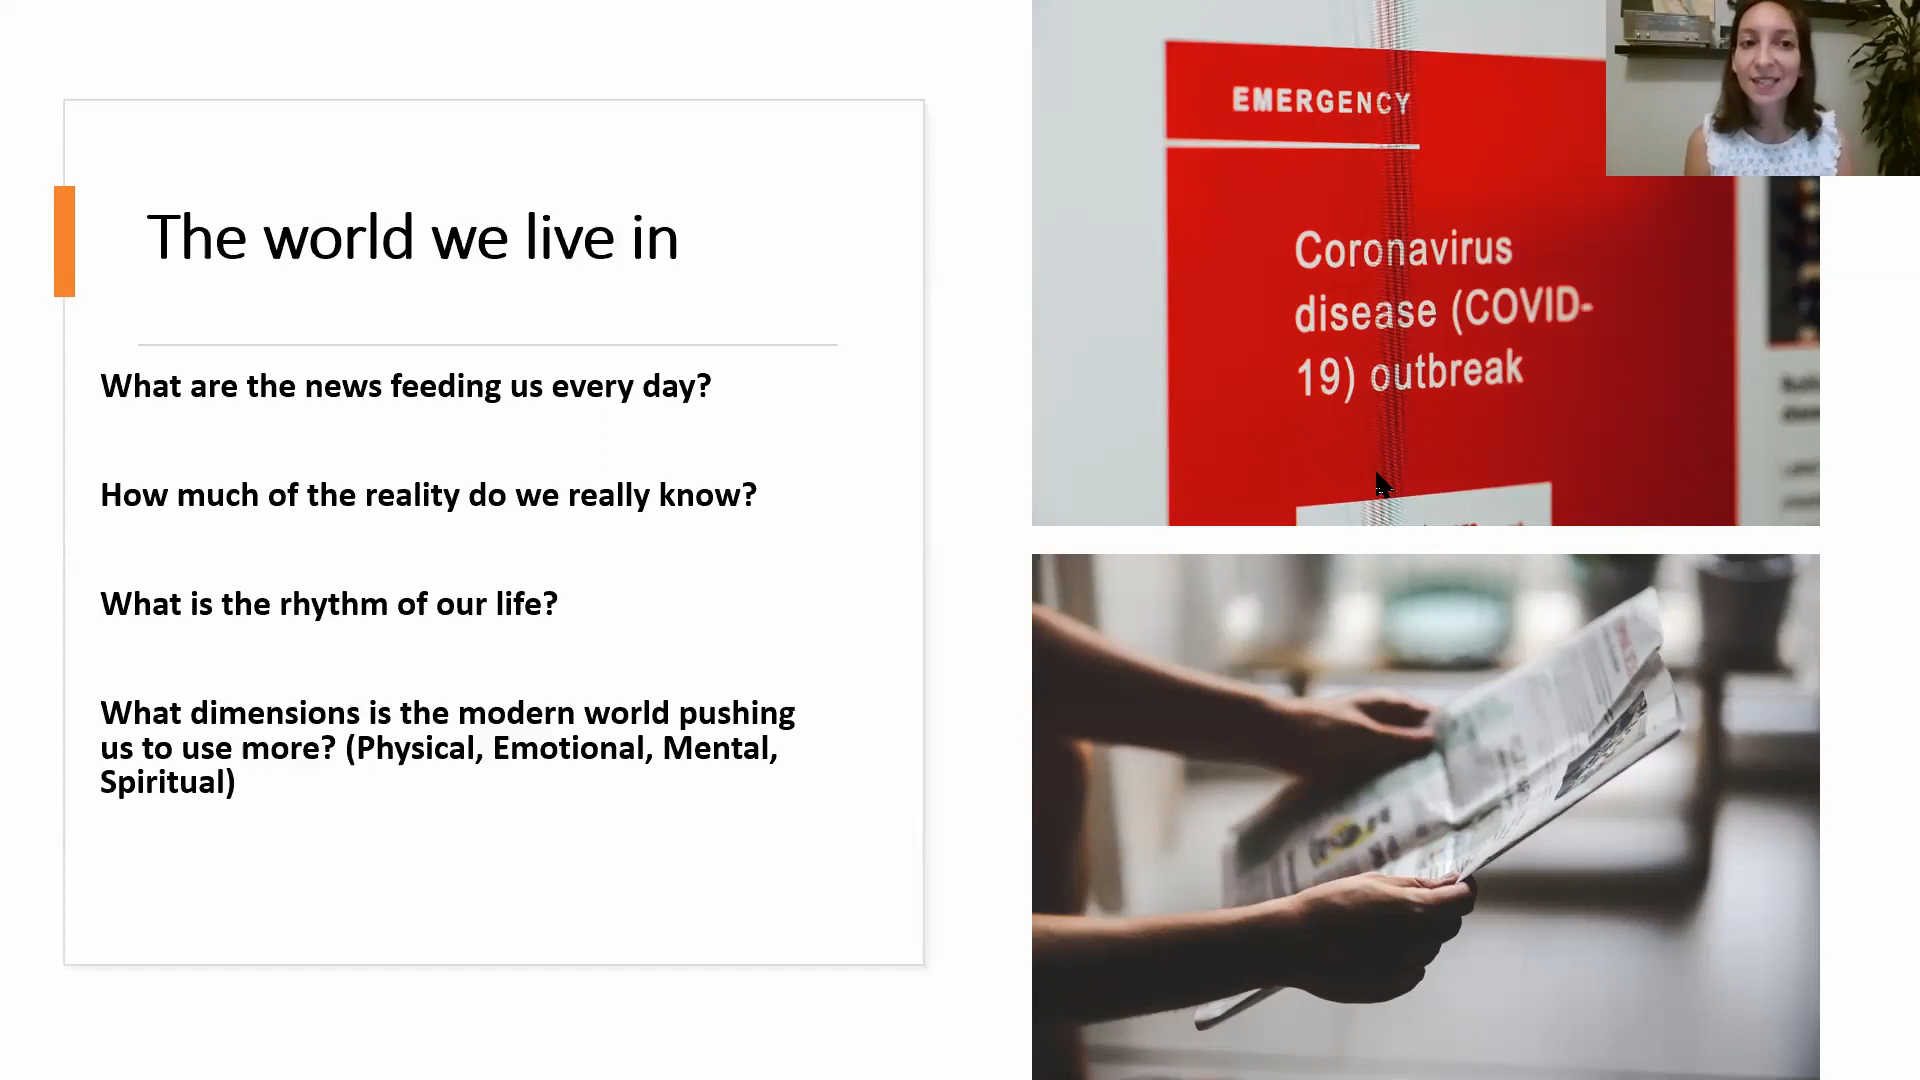 The world we live in
What are the news feeding us every day?
How much of the reality do we really know?
What is the rhythm of our life?
What dimensions is the modern world pushing
us to use more? (Physical, Emotional, Mental,
Spiritual)
EMERGENCY
Coronavirus
disease (COVID-
19) outbreak